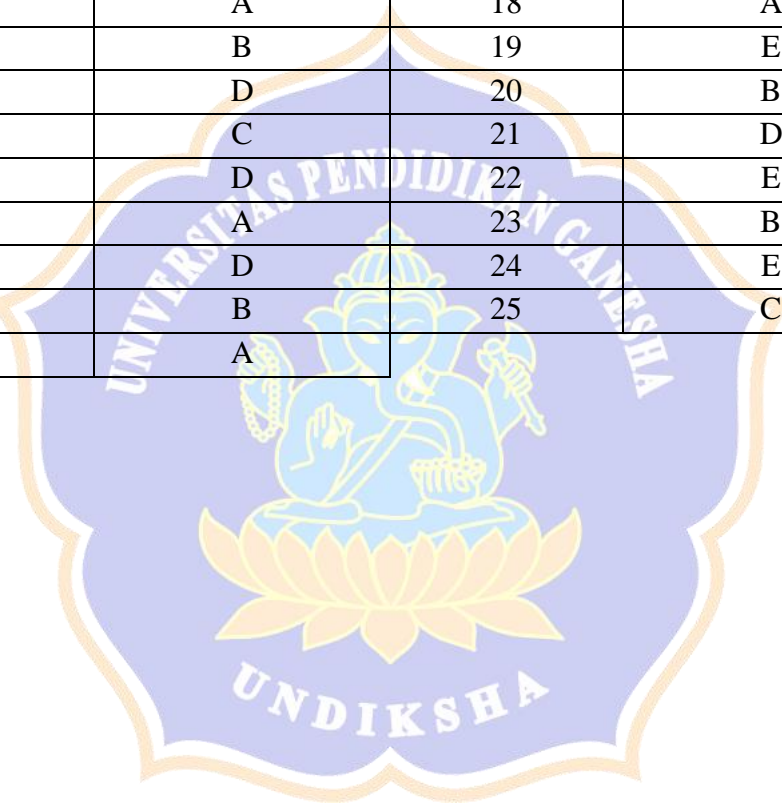 A 18 A
B 19 E
D 20 B
C 21 D
D 22 E
A 23 B
D 24 E
B 25 C
A
UNIVERSITAS PENDIDIKAN GANESHA
UNDIKSHA